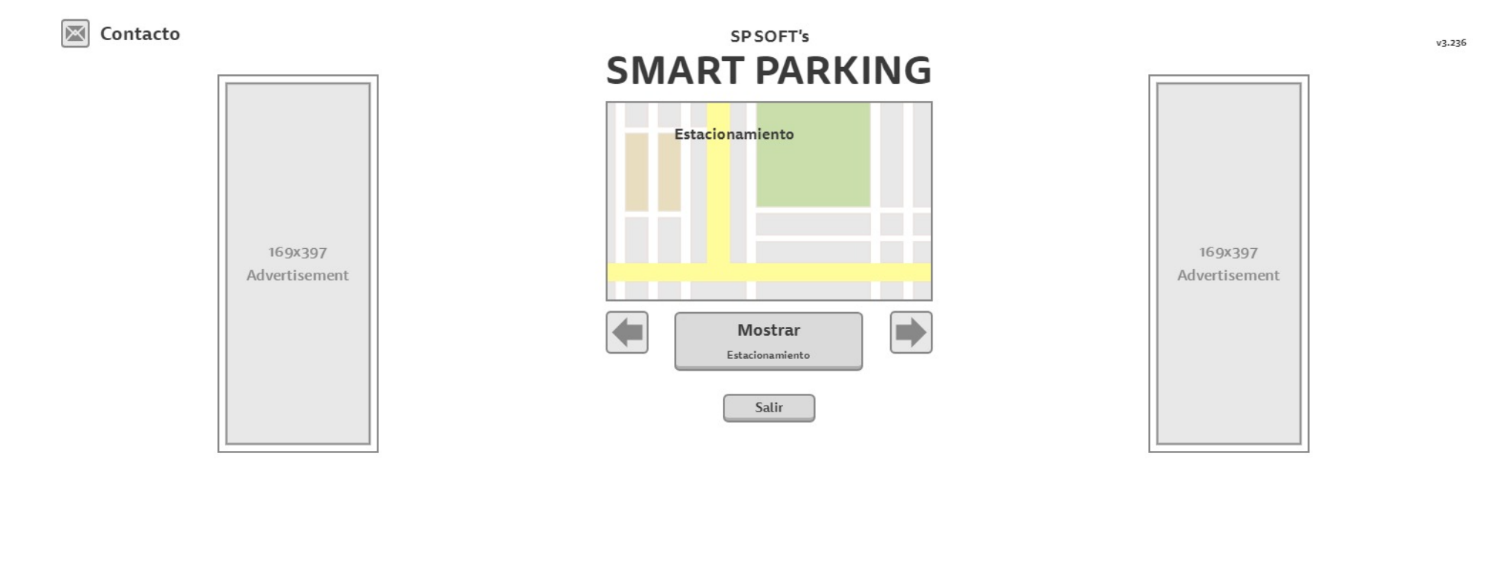 Contacto
SP SOFT's
v3.236
SMART PARKING
Estacionamiento
169x397
Advertisement
169x397
Advertisement
Mostrar
Estacionamiento
Salir